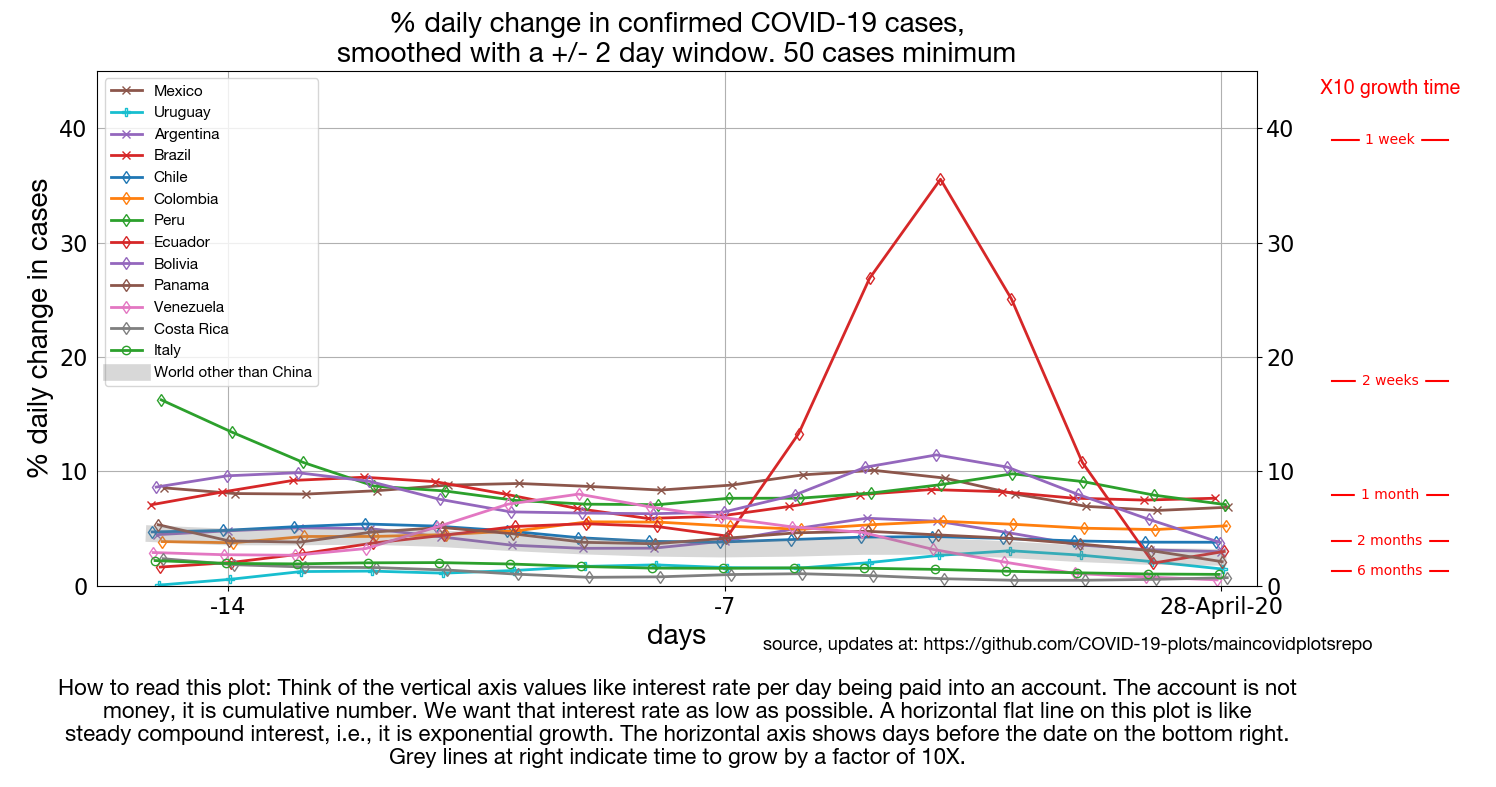 % daily change in confirmed COVID-19 cases,
smoothed with a +/- 2 day window. 50 cases minimum
% daily change in cases
40
30
20
10
0
Mexico
Uruguay
Argentina
Brazil
Chile
Colombia
Peru
Ecuador
Bolivia
Panama
Venezuela
Costa Rica
Italy
World other than China
40
30
20
10
0
X10 growth time
1 week
2 weeks
1 month
2 months
6 months
-14
-7
28-April-20
days
source, updates at: https://github.com/COVID-19-plots/maincovidplotsrepo
How to read this plot: Think of the vertical axis values like interest rate per day being paid into an account. The account is not
money, it is cumulative number. We want that interest rate as low as possible. A horizontal flat line on this plot is like
steady compound interest, i.e., it is exponential growth. The horizontal axis shows days before the date on the bottom right.
Grey lines at right indicate time to grow by a factor of 10X.